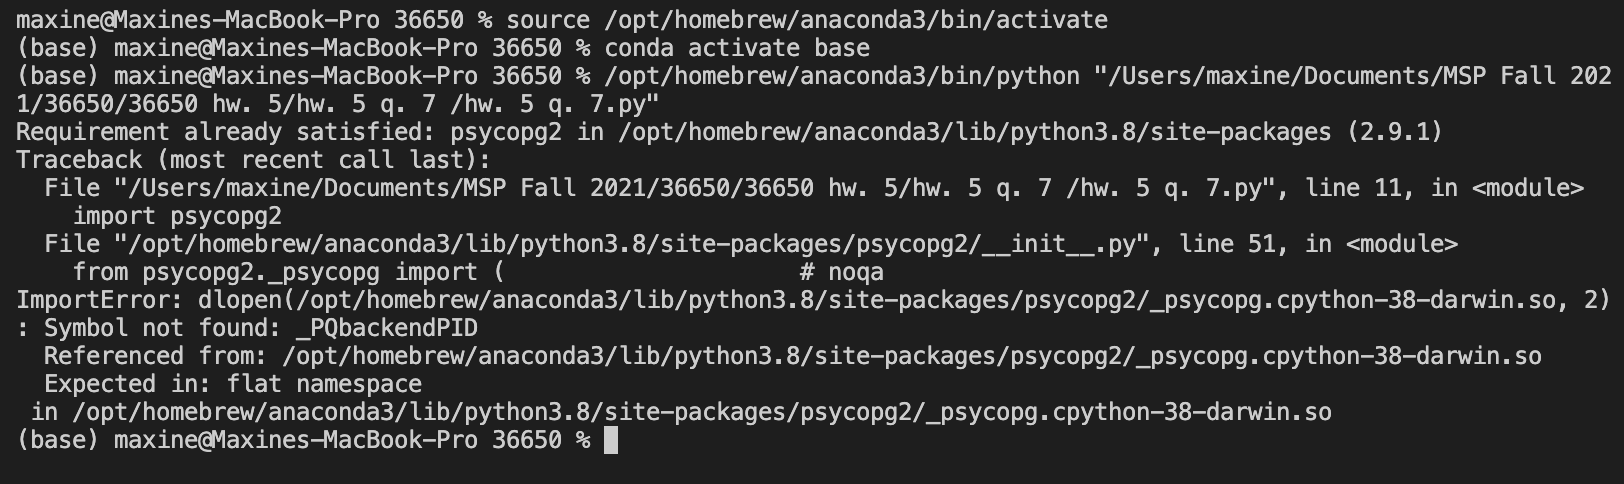 maxine@Maxines-MacBook-Pro 36650 % source /opt/homebrew/anaconda3/bin/activate
(base) maxine@Maxines-MacBook-Pro 36650 % conda activate base
(base) maxine@Maxines-MacBook-Pro 36650 % /opt/homebrew/anaconda3/bin/python "/Users/maxine/Documents/MSP Fall 202
1/36650/36650 hw. 5/hw. 5 q. 7 /hw. 5 q. 7.py"
Requirement already satisfied: psycopg2 in /opt/homebrew/anaconda3/lib/python3.8/site-packages (2.9.1)
Traceback (most recent call last):
  File "/Users/maxine/Documents/MSP Fall 2021/36650/36650 hw. 5/hw. 5 q. 7 /hw. 5 q. 7.py", line 11, in <module>
    import psycopg2
  File "/opt/homebrew/anaconda3/lib/python3.8/site-packages/psycopg2/__init__.py", line 51, in <module>
    from psycopg2._psycopg import (                     # noqa
ImportError: dlopen(/opt/homebrew/anaconda3/lib/python3.8/site-packages/psycopg2/_psycopg.cpython-38-darwin.so, 2)
: Symbol not found: _PQbackendPID
  Referenced from: /opt/homebrew/anaconda3/lib/python3.8/site-packages/psycopg2/_psycopg.cpython-38-darwin.so
  Expected in: flat namespace
 in /opt/homebrew/anaconda3/lib/python3.8/site-packages/psycopg2/_psycopg.cpython-38-darwin.so
(base) maxine@Maxines-MacBook-Pro 36650 %